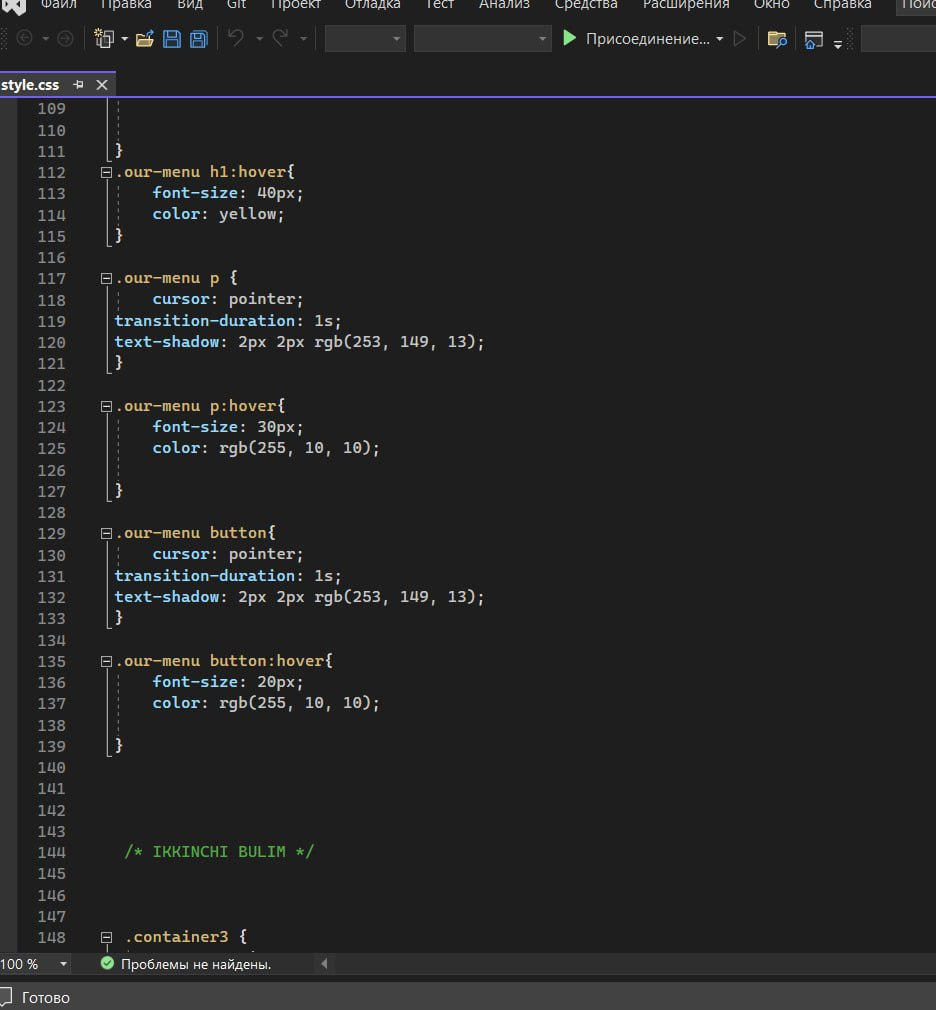 Файл Правка Вид Git Проект Отладка Тест Анализ Средства Расширения Окно Справка
Присоединение...
style.css
109
110
111 }
112 .our-menu h1:hover{
113 font-size: 40px;
114 color: yellow;
115 }
116
117 .our-menu p {
118 cursor: pointer;
119 transition-duration: 1s;
120 text-shadow: 2px 2px rgb(253, 149, 13);
121 }
122
123 .our-menu p:hover{
124 font-size: 30px;
125 color: rgb(255, 10, 10);
126
127 }
128
129 .our-menu button{
130 cursor: pointer;
131 transition-duration: 1s;
132 text-shadow: 2px 2px rgb(253, 149, 13);
133 }
134
135 .our-menu button:hover{
136 font-size: 20px;
137 color: rgb(255, 10, 10);
138
139 }
140
141
142
143
144 /* IKKINCHI BULIM */
145
146
147
148 .container3 {
100 % Проблемы не найдены.
Готово